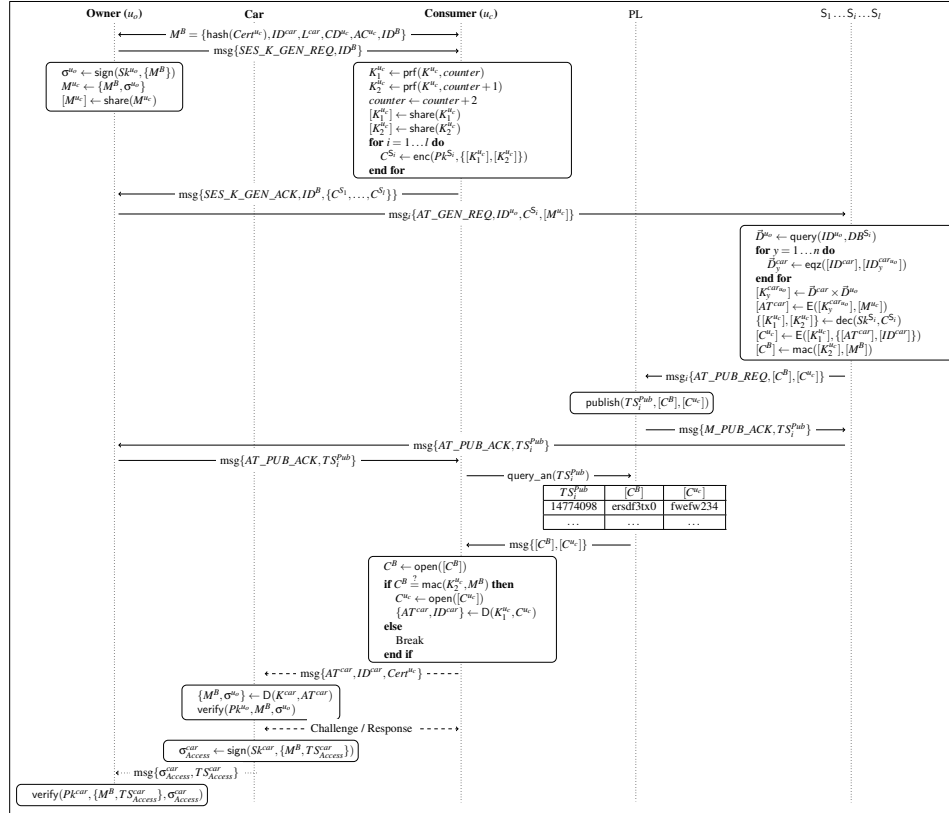 Owner (u_o) Car Consumer (u_c) PL S_1 … S_i … S_l
M^B = {hash(Cert^{u_c}), ID^{car}, L^{car}, CD^{u_c}, AC^{u_c}, ID^B}
msg{SES_K_GEN_REQ, ID^B}
σ^{u_o} ← sign(Sk^{u_o}, {M^B})
M^{u_c} ← {M^B, σ^{u_o}}
[M^{u_c}] ← share(M^{u_c})
K_1^{u_c} ← prf(K^{u_c}, counter)
K_2^{u_c} ← prf(K^{u_c}, counter + 1)
counter ← counter + 2
[K_1^{u_c}] ← share(K_1^{u_c})
[K_2^{u_c}] ← share(K_2^{u_c})
for i = 1 … l do
C^{S_i} ← enc(Pk^{S_i}, {[K_1^{u_c}], [K_2^{u_c}]})
end for
msg{SES_K_GEN_ACK, ID^B, {C^{S_1}, …, C^{S_l}}}
msg_i{AT_GEN_REQ, ID^{u_o}, C^{S_i}, [M^{u_c}]}
D⃗^{u_o} ← query(ID^{u_o}, DB^{S_i})
for y = 1 … n do
D⃗_y^{car} ← eqz([ID^{car}], [ID_y^{car_{u_o}}])
end for
[K_y^{car_{u_o}}] ← D⃗^{car} × D⃗^{u_o}
[AT^{car}] ← E([K_y^{car_{u_o}}], [M^{u_c}])
{[K_1^{u_c}], [K_2^{u_c}]} ← dec(Sk^{S_i}, C^{S_i})
[C^{u_c}] ← E([K_1^{u_c}], {[AT^{car}], [ID^{car}]})
[C^B] ← mac([K_2^{u_c}], [M^B])
msg_i{AT_PUB_REQ, [C^B], [C^{u_c}]}
publish(TS_i^{Pub}, [C^B], [C^{u_c}])
msg{M_PUB_ACK, TS_i^{Pub}}
msg{AT_PUB_ACK, TS_i^{Pub}}
msg{AT_PUB_ACK, TS_i^{Pub}}
query_an(TS_i^{Pub})
TS_i^{Pub} [C^B] [C^{u_c}]
14774098 ersdf3tx0 fwefw234
… … …
msg{[C^B], [C^{u_c}]}
C^B ← open([C^B])
if C^B ≟ mac(K_2^{u_c}, M^B) then
C^{u_c} ← open([C^{u_c}])
{AT^{car}, ID^{car}} ← D(K_1^{u_c}, C^{u_c})
else
Break
end if
msg{AT^{car}, ID^{car}, Cert^{u_c}}
{M^B, σ^{u_o}} ← D(K^{car}, AT^{car})
verify(Pk^{u_o}, M^B, σ^{u_o})
Challenge / Response
σ_{Access}^{car} ← sign(Sk^{car}, {M^B, TS_{Access}^{car}})
msg{σ_{Access}^{car}, TS_{Access}^{car}}
verify(Pk^{car}, {M^B, TS_{Access}^{car}}, σ_{Access}^{car})